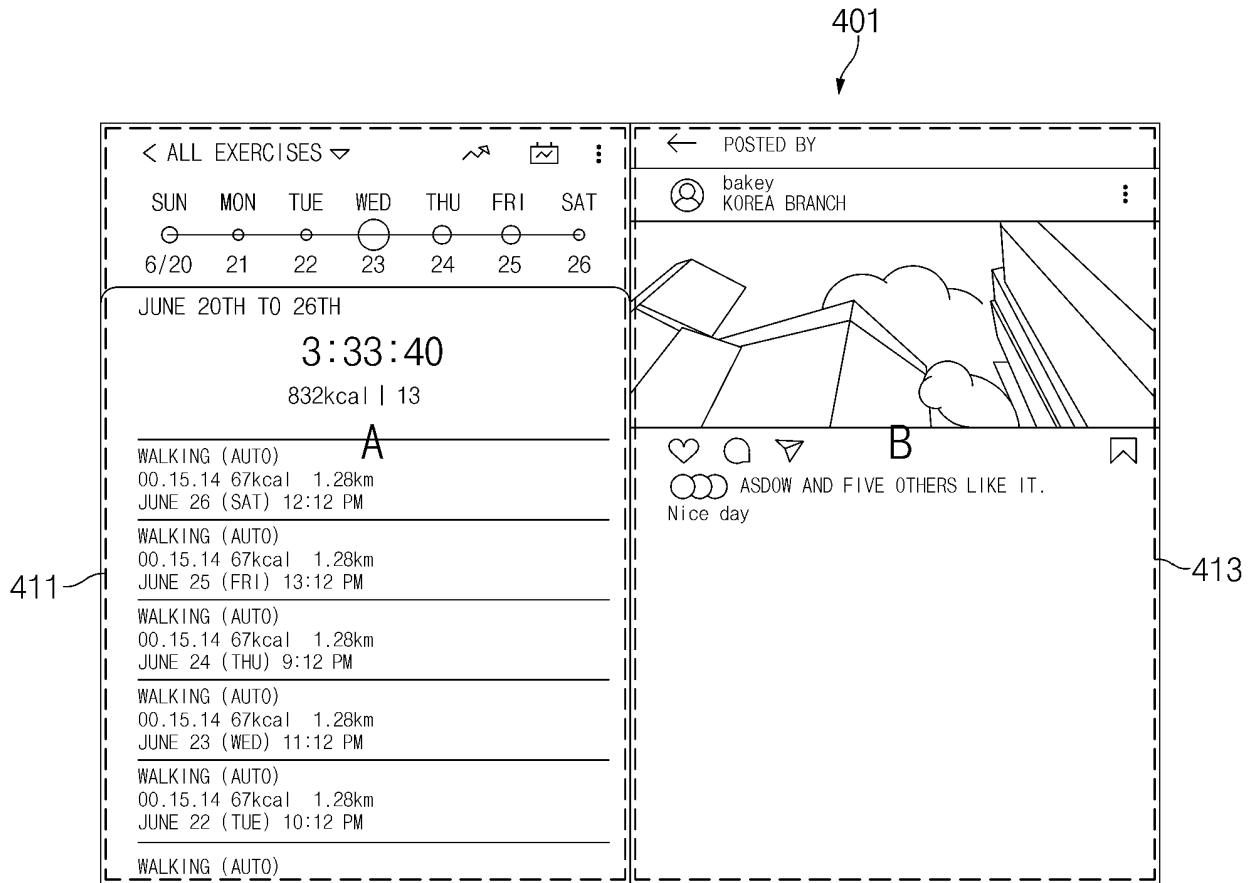 401
< ALL EXERCISES
SUN MON TUE WED THU FRI SAT
6/20 21 22 23 24 25 26
JUNE 20TH TO 26TH
3:33:40
832kcal | 13
A
WALKING (AUTO)
00.15.14 67kcal 1.28km
JUNE 26 (SAT) 12:12 PM
WALKING (AUTO)
00.15.14 67kcal 1.28km
JUNE 25 (FRI) 13:12 PM
WALKING (AUTO)
00.15.14 67kcal 1.28km
JUNE 24 (THU) 9:12 PM
WALKING (AUTO)
00.15.14 67kcal 1.28km
JUNE 23 (WED) 11:12 PM
WALKING (AUTO)
00.15.14 67kcal 1.28km
JUNE 22 (TUE) 10:12 PM
WALKING (AUTO)
411
POSTED BY
bakey
KOREA BRANCH
B
ASDOW AND FIVE OTHERS LIKE IT.
Nice day
413